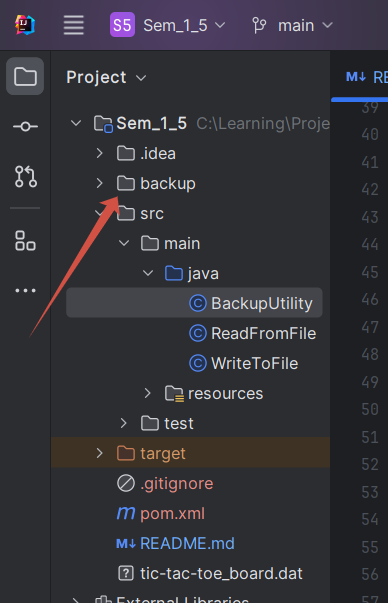 S5 Sem_1_5 main
Project
M↓ RE
Sem_1_5 C:\Learning\Proje
.idea
backup
src
main
java
C BackupUtility
C ReadFromFile
C WriteToFile
resources
test
target
.gitignore
m pom.xml
M↓ README.md
? tic-tac-toe_board.dat
External Libraries
39
40
41
42
43
44
45
46
47
48
49
50
51
52
53
54
55
56
57